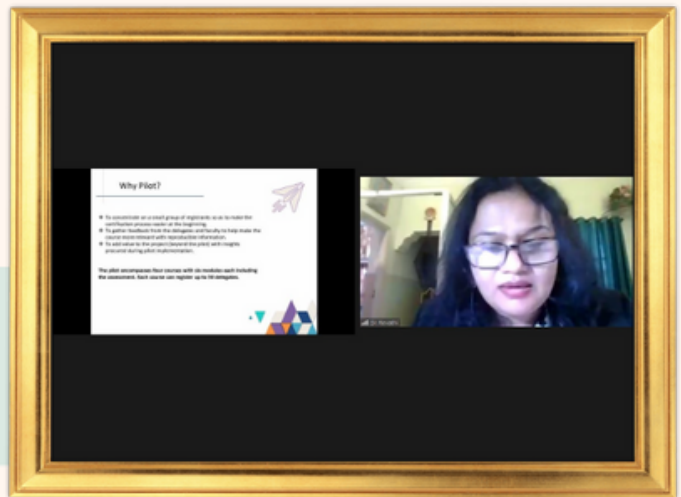 Why Pilot?
❖ To concentrate on a small group of registrants so as to make the
certification process easier at the beginning.
❖ To gather feedback from the delegates and faculty to help make the
course more relevant with reproductive information.
❖ To add value to the project (beyond the pilot) with insights
procured during pilot implementation.
The pilot encompasses four courses with six modules each including
the assessment. Each course can register up to 50 delegates.
Dr.